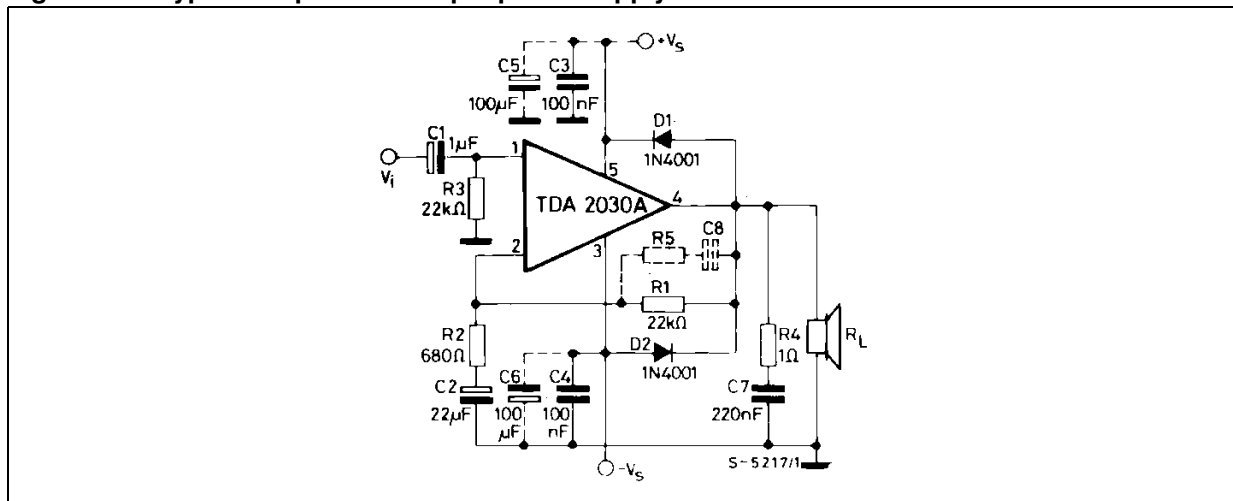 +Vs
C5
C3
100µF
100 nF
D1
1N4001
C1
1µF
Vi
1
5
R3
22kΩ
TDA 2030A
4
2
3
R5
C8
R1
22kΩ
R2
680Ω
D2
1N4001
R4
1Ω
RL
C2
22µF
C6
100 µF
C4
100 nF
C7
220nF
-Vs
S-5217/1